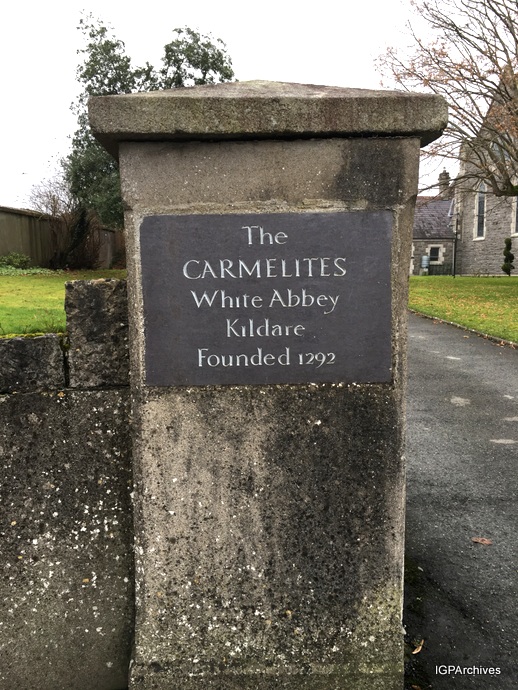 The
CARMELITES
White Abbey
Kildare
Founded 1292
IGPArchives